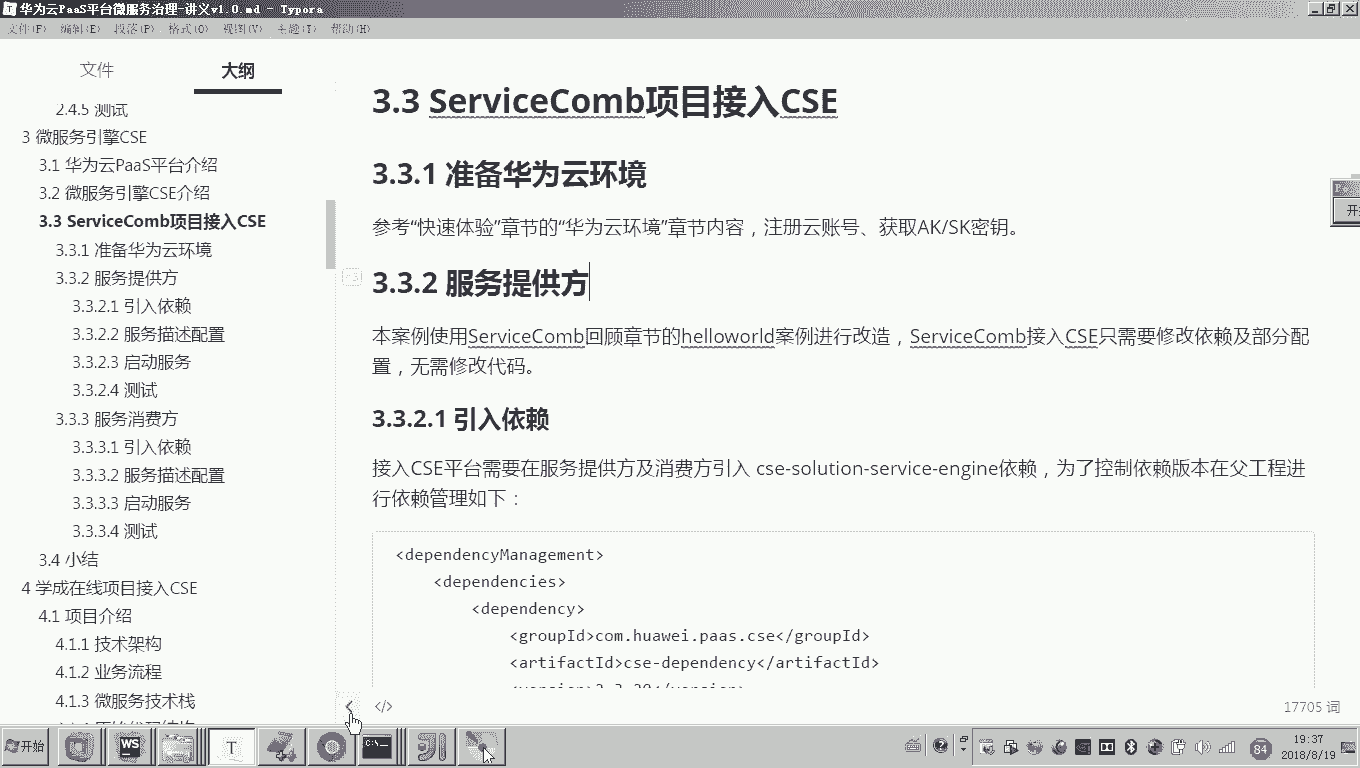 华为云PaaS平台微服务治理-讲义v1.0.md - Typora
文件(F) 编辑(E) 段落(P) 格式(O) 视图(V) 主题(T) 帮助(H)
文件 大纲
2.4.5 测试
3 微服务引擎CSE
3.1 华为云PaaS平台介绍
3.2 微服务引擎CSE介绍
3.3 ServiceComb项目接入CSE
3.3.1 准备华为云环境
3.3.2 服务提供方
3.3.2.1 引入依赖
3.3.2.2 服务描述配置
3.3.2.3 启动服务
3.3.2.4 测试
3.3.3 服务消费方
3.3.3.1 引入依赖
3.3.3.2 服务描述配置
3.3.3.3 启动服务
3.3.3.4 测试
3.4 小结
4 学成在线项目接入CSE
4.1 项目介绍
4.1.1 技术架构
4.1.2 业务流程
4.1.3 微服务技术栈
3.3 ServiceComb项目接入CSE
3.3.1 准备华为云环境
参考“快速体验”章节的“华为云环境”章节内容，注册云账号、获取AK/SK密钥。
3.3.2 服务提供方
本案例使用ServiceComb回顾章节的helloworld案例进行改造，ServiceComb接入CSE只需要修改依赖及部分配
置，无需修改代码。
3.3.2.1 引入依赖
接入CSE平台需要在服务提供方及消费方引入 cse-solution-service-engine依赖，为了控制依赖版本在父工程进
行依赖管理如下：
<dependencyManagement>
<dependencies>
<dependency>
<groupId>com.huawei.paas.cse</groupId>
<artifactId>cse-dependency</artifactId>
</>
17705 词
开始
84
19:37
2018/8/19